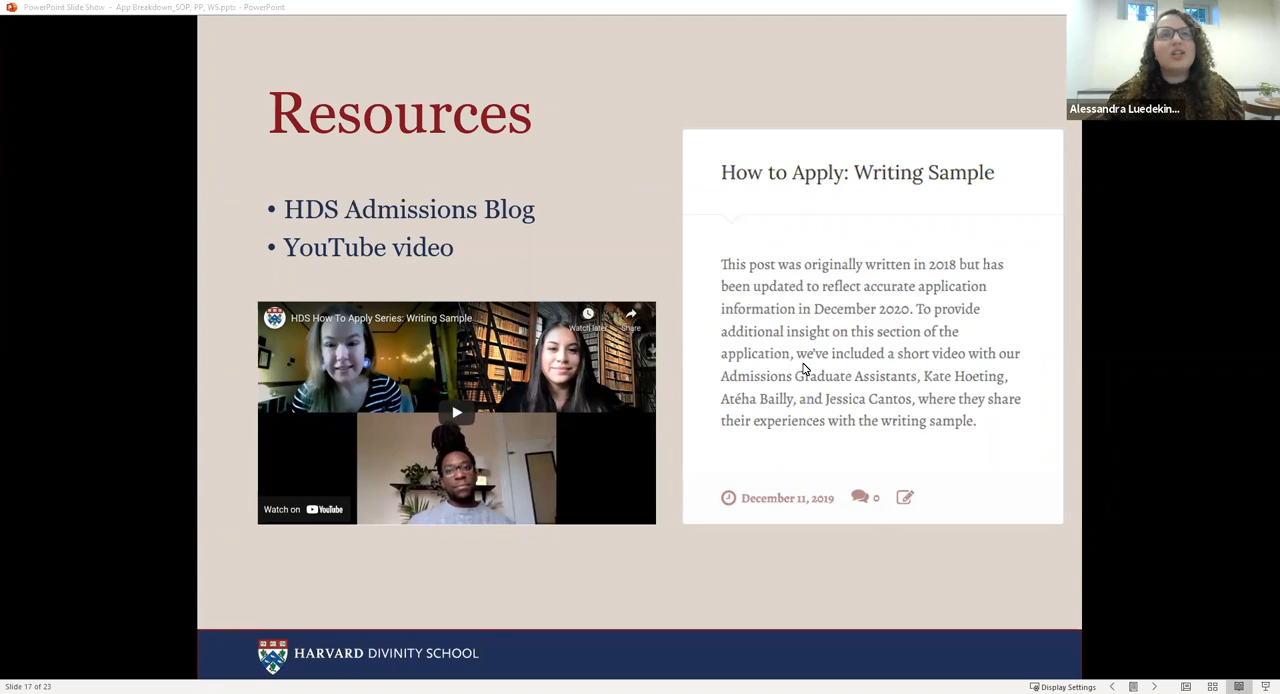 PowerPoint Slide Show - App Breakdown_SOP, PP, WS.pptx - PowerPoint
Alessandra Luedekin...
Resources
• HDS Admissions Blog
• YouTube video
HDS How To Apply Series: Writing Sample
Watch later
Share
Watch on YouTube
How to Apply: Writing Sample
This post was originally written in 2018 but has
been updated to reflect accurate application
information in December 2020. To provide
additional insight on this section of the
application, we've included a short video with our
Admissions Graduate Assistants, Kate Hoeting,
Atéha Bailly, and Jessica Cantos, where they share
their experiences with the writing sample.
December 11, 2019 0
HARVARD DIVINITY SCHOOL
Slide 17 of 23
Display Settings